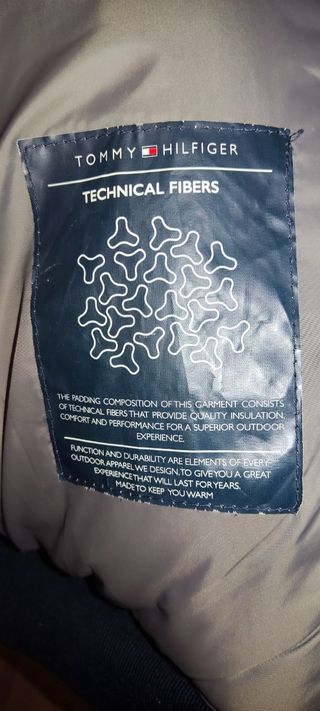 TOMMY HILFIGER
TECHNICAL FIBERS
THE PADDING COMPOSITION OF THIS GARMENT CONSISTS
OF TECHNICAL FIBERS THAT PROVIDE QUALITY INSULATION,
COMFORT AND PERFORMANCE FOR A SUPERIOR OUTDOOR
EXPERIENCE.
FUNCTION AND DURABILITY ARE ELEMENTS OF EVERY
OUTDOOR APPAREL, WE DESIGN, TO GIVE YOU A GREAT
EXPERIENCE THAT WILL LAST FOR YEARS.
MADE TO KEEP YOU WARM